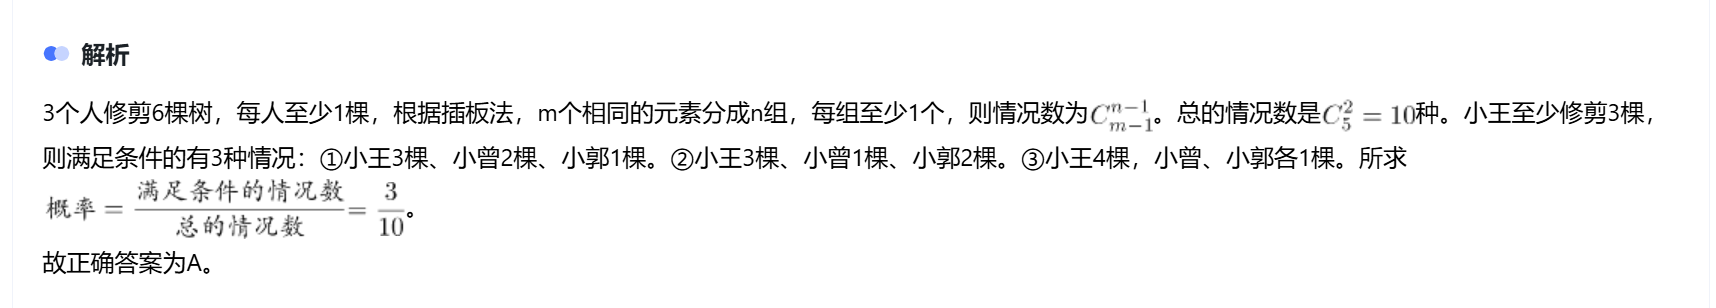 解析
3个人修剪6棵树，每人至少1棵，根据插板法，m个相同的元素分成n组，每组至少1个，则情况数为$C_{m-1}^{n-1}$。总的情况数是$C_5^2=10$种。小王至少修剪3棵，
则满足条件的有3种情况：①小王3棵、小曾2棵、小郭1棵。②小王3棵、小曾1棵、小郭2棵。③小王4棵，小曾、小郭各1棵。所求
$概率=\frac{满足条件的情况数}{总的情况数}=\frac{3}{10}$。
故正确答案为A。